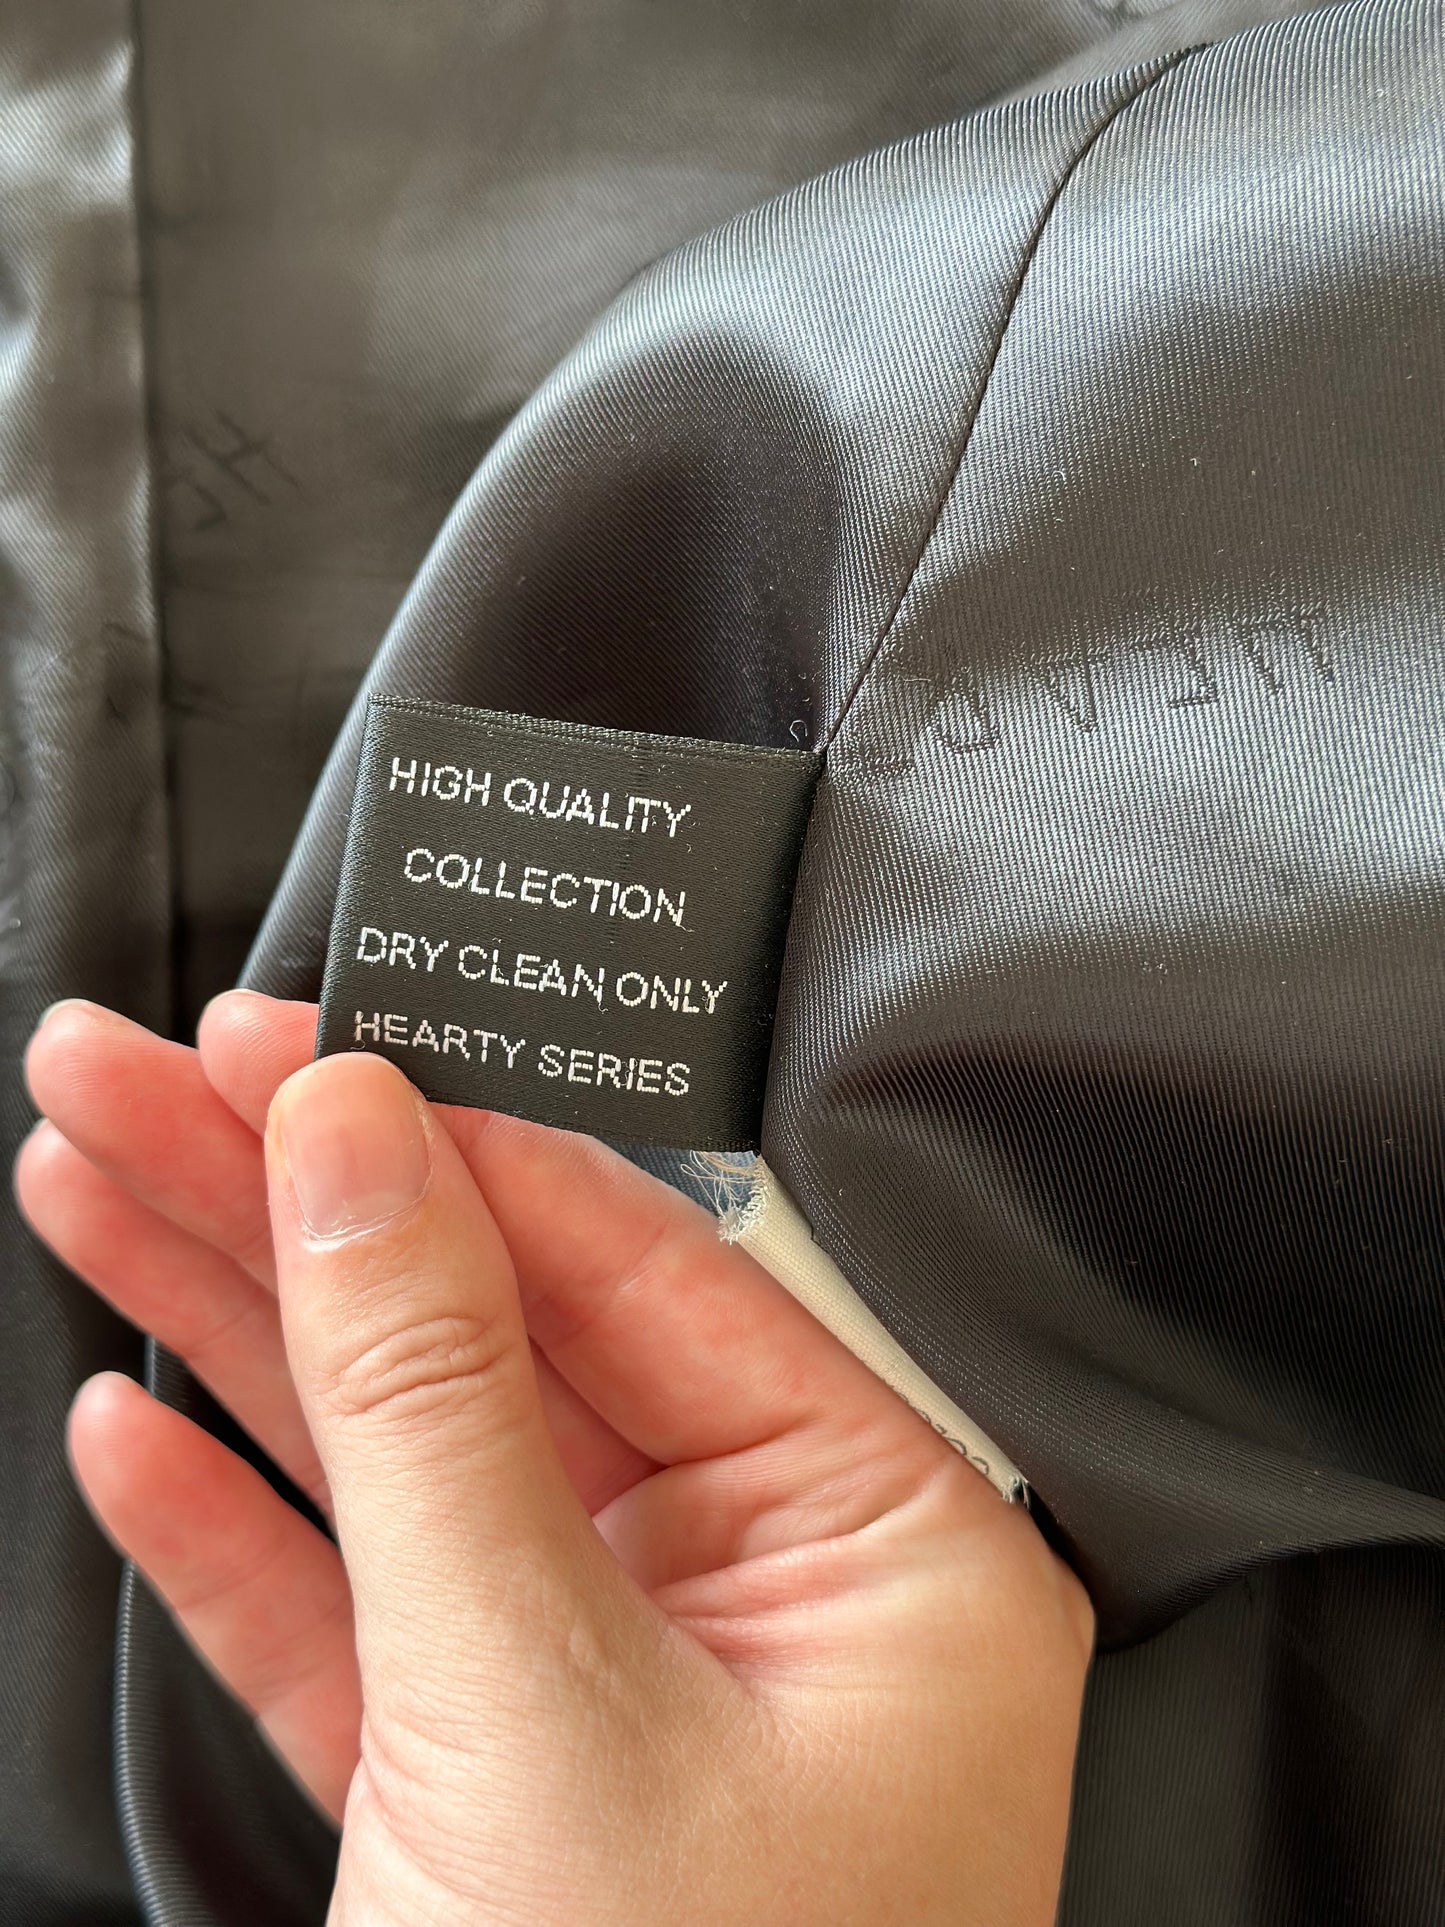 HIGH QUALITY
COLLECTION
DRY CLEAN ONLY
HEARTY SERIES